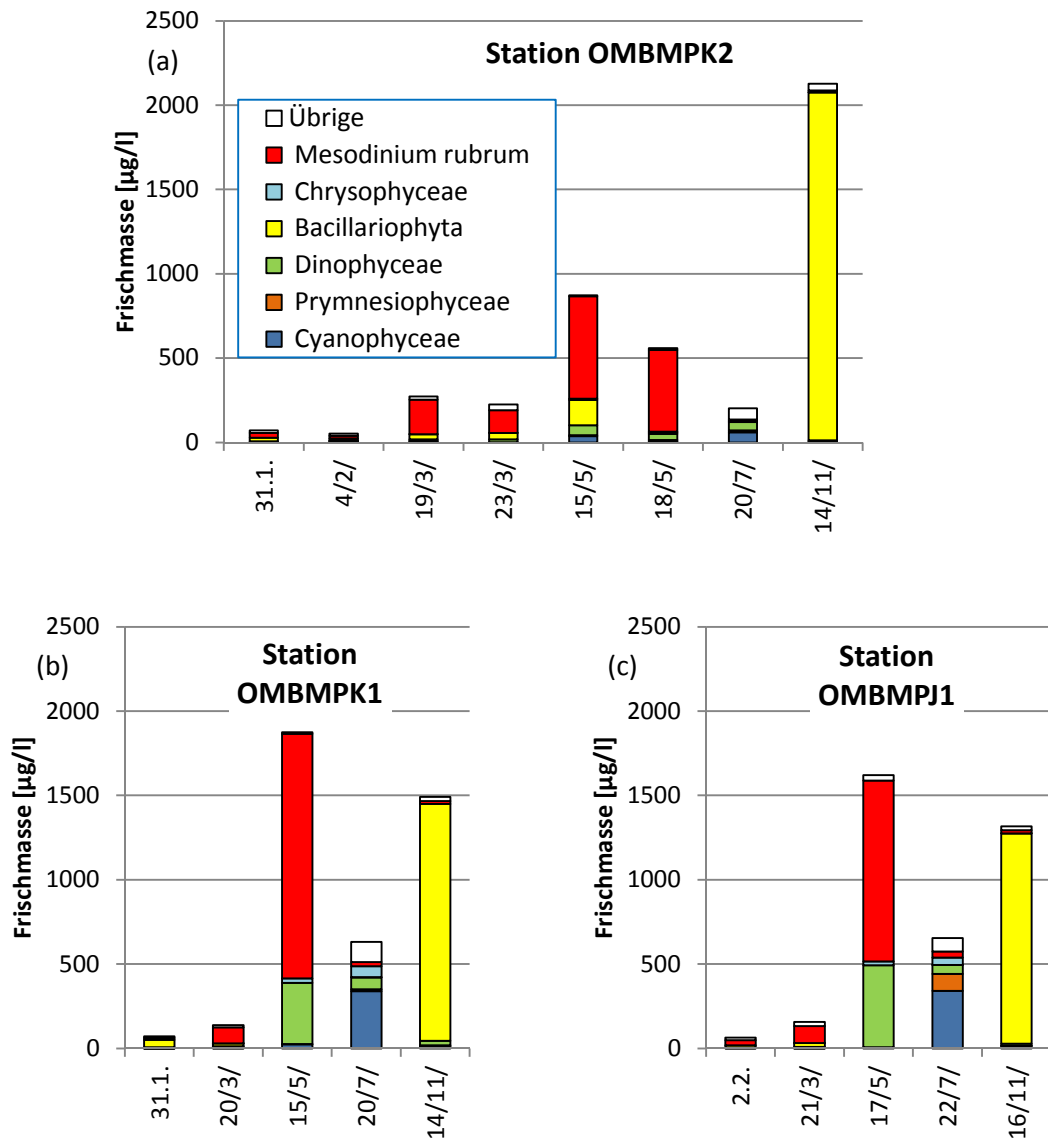 (a)
Station OMBMPK2
Frischmasse [µg/l]
2500
2000
1500
1000
500
0
Übrige
Mesodinium rubrum
Chrysophyceae
Bacillariophyta
Dinophyceae
Prymnesiophyceae
Cyanophyceae
31.1.
4/2/
19/3/
23/3/
15/5/
18/5/
20/7/
14/11/
(b)
Station
OMBMPK1
Frischmasse [µg/l]
2500
2000
1500
1000
500
0
31.1.
20/3/
15/5/
20/7/
14/11/
(c)
Station
OMBMPJ1
Frischmasse [µg/l]
2500
2000
1500
1000
500
0
2.2.
21/3/
17/5/
22/7/
16/11/